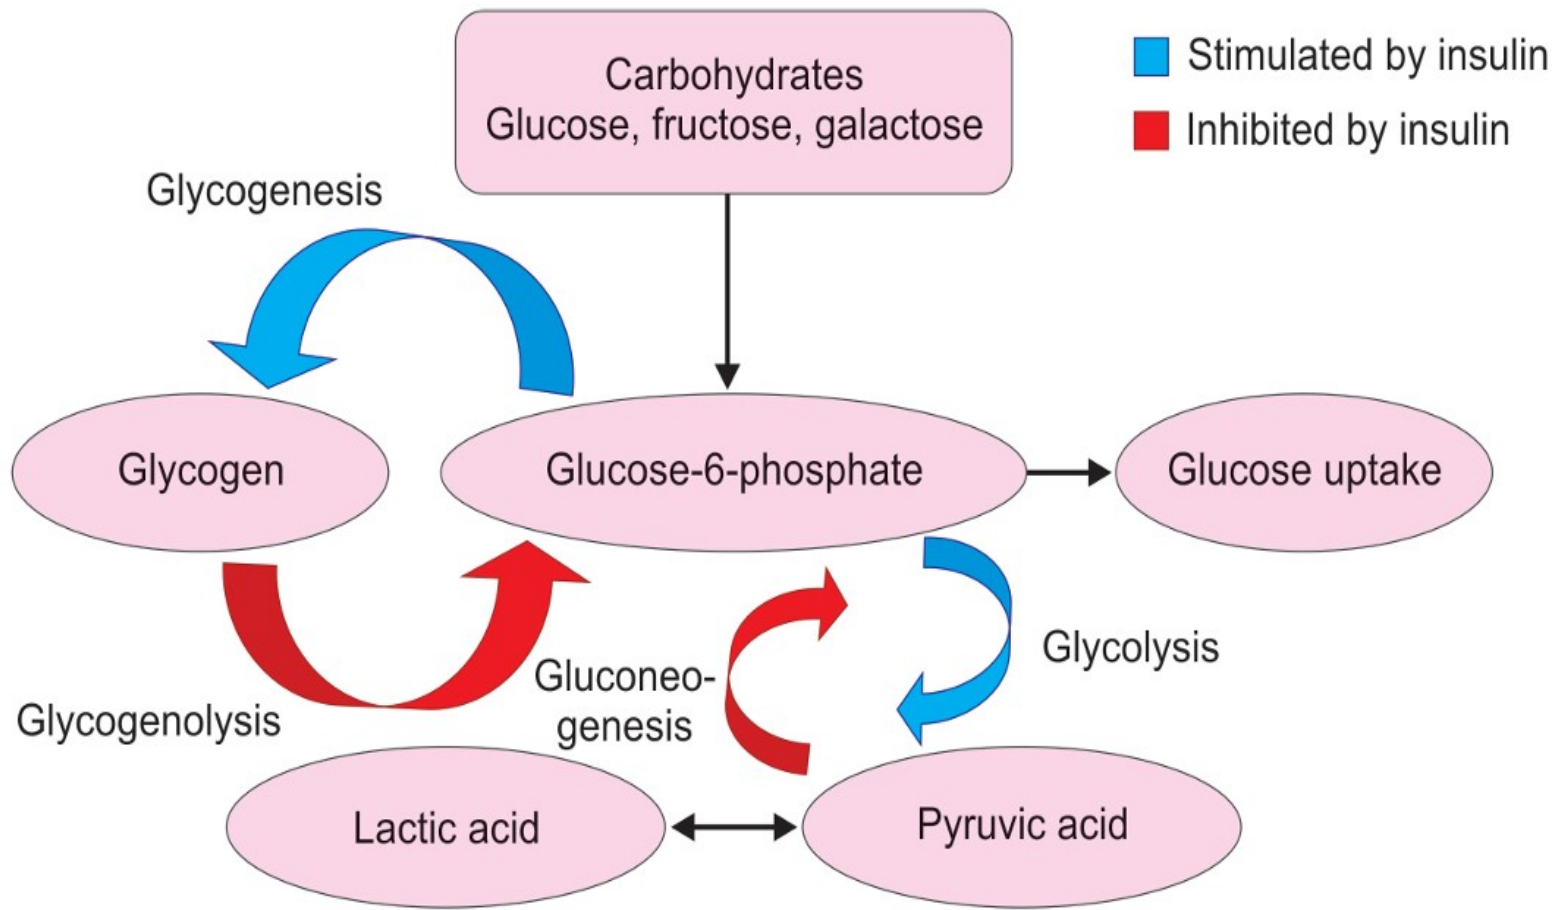 Carbohydrates
Glucose, fructose, galactose
Stimulated by insulin
Inhibited by insulin
Glycogenesis
Glycogen
Glucose-6-phosphate
Glucose uptake
Glycogenolysis
Gluconeo-
genesis
Glycolysis
Lactic acid
Pyruvic acid